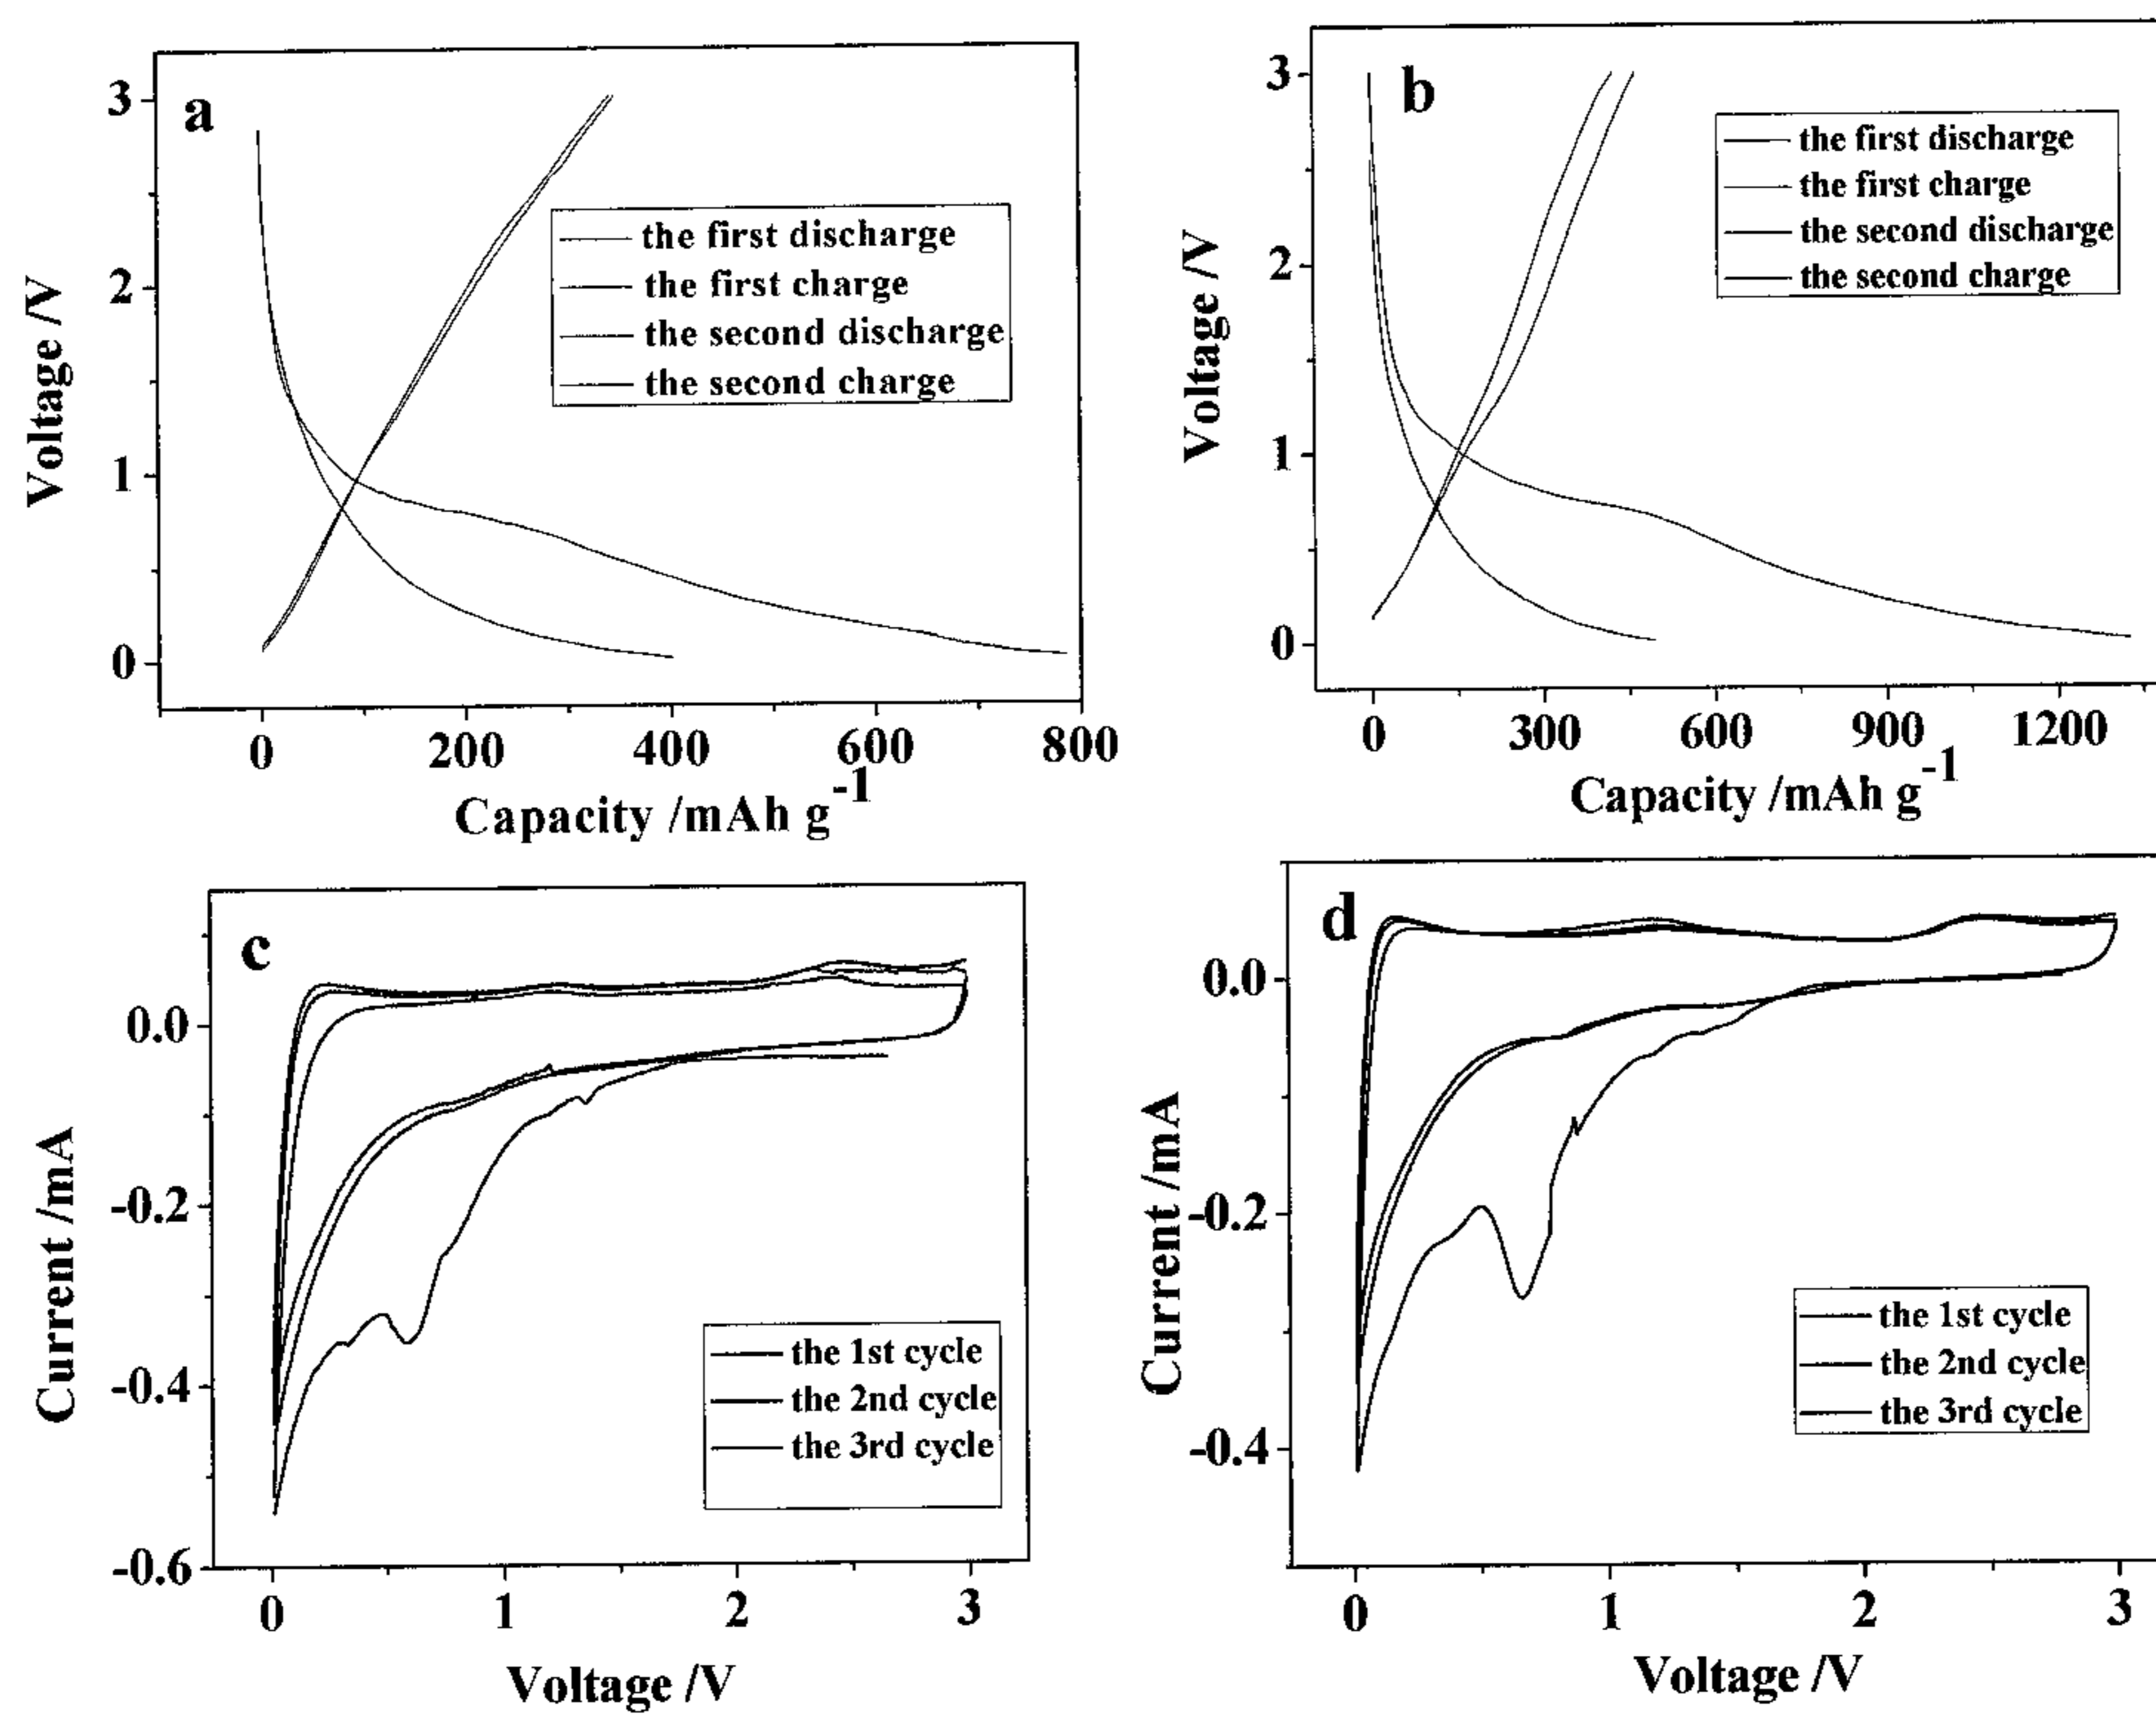 a
3
2
1
0
Voltage /V
the first discharge
the first charge
the second discharge
the second charge
0 200 400 600 800
Capacity /mAh g-1
b
3
2
1
0
Voltage /V
the first discharge
the first charge
the second discharge
the second charge
0 300 600 900 1200
Capacity /mAh g-1
c
0.0
-0.2
-0.4
-0.6
Current /mA
the 1st cycle
the 2nd cycle
the 3rd cycle
0 1 2 3
Voltage /V
d
0.0
-0.2
-0.4
Current /mA
the 1st cycle
the 2nd cycle
the 3rd cycle
0 1 2 3
Voltage /V